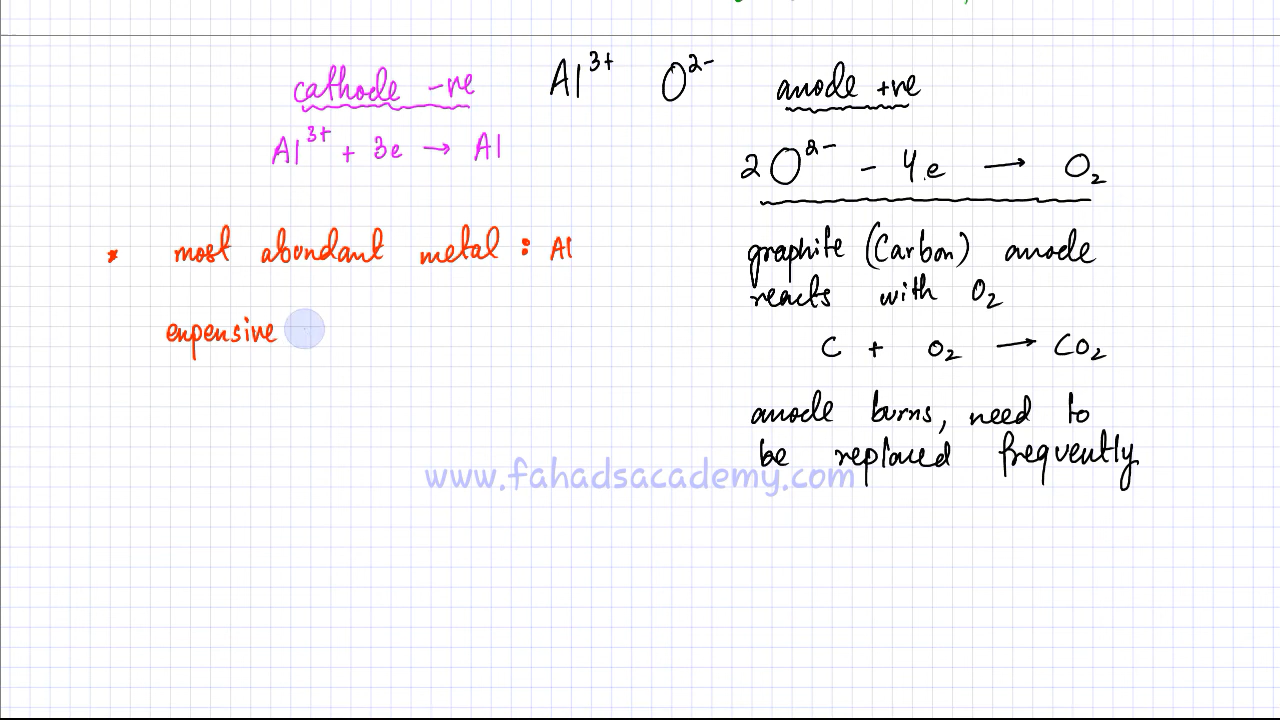 cathode -ve
Al³⁺ O²⁻
anode +ve
Al³⁺ + 3e → Al
2O²⁻ - 4e → O₂
* most abundant metal : Al
expensive
graphite (Carbon) anode
reacts with O₂
C + O₂ → CO₂
anode burns, need to
be replaced frequently
www.fahadsacademy.com